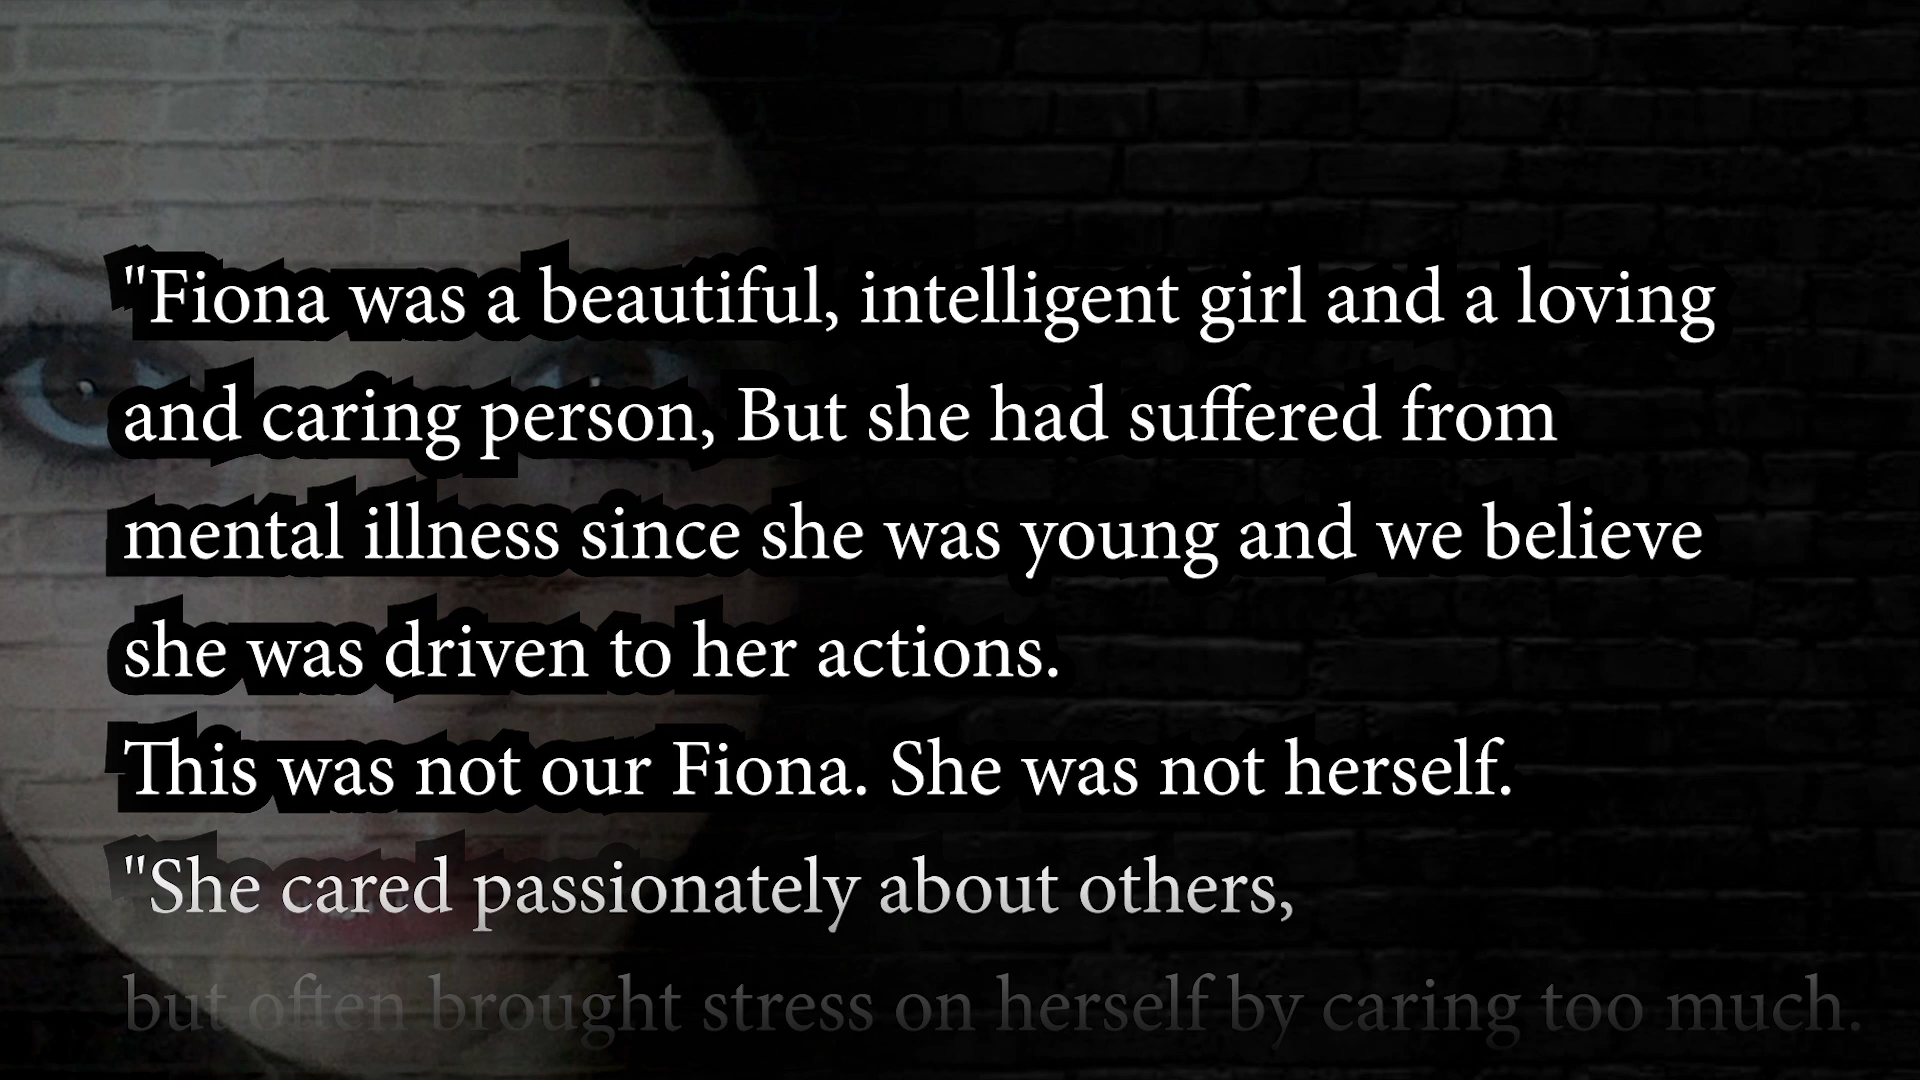 "Fiona was a beautiful, intelligent girl and a loving
and caring person, But she had suffered from
mental illness since she was young and we believe
she was driven to her actions.
This was not our Fiona. She was not herself.
"She cared passionately about others,
but often brought stress on herself by caring too much.